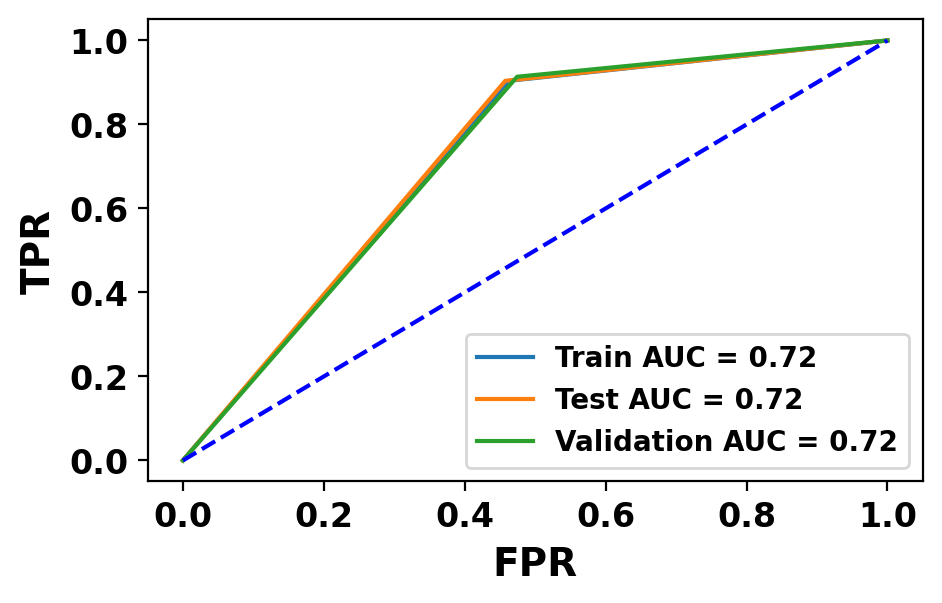 1.0
0.8
0.6
0.4
0.2
0.0
TPR
Train AUC = 0.72
Test AUC = 0.72
Validation AUC = 0.72
0.0 0.2 0.4 0.6 0.8 1.0
FPR